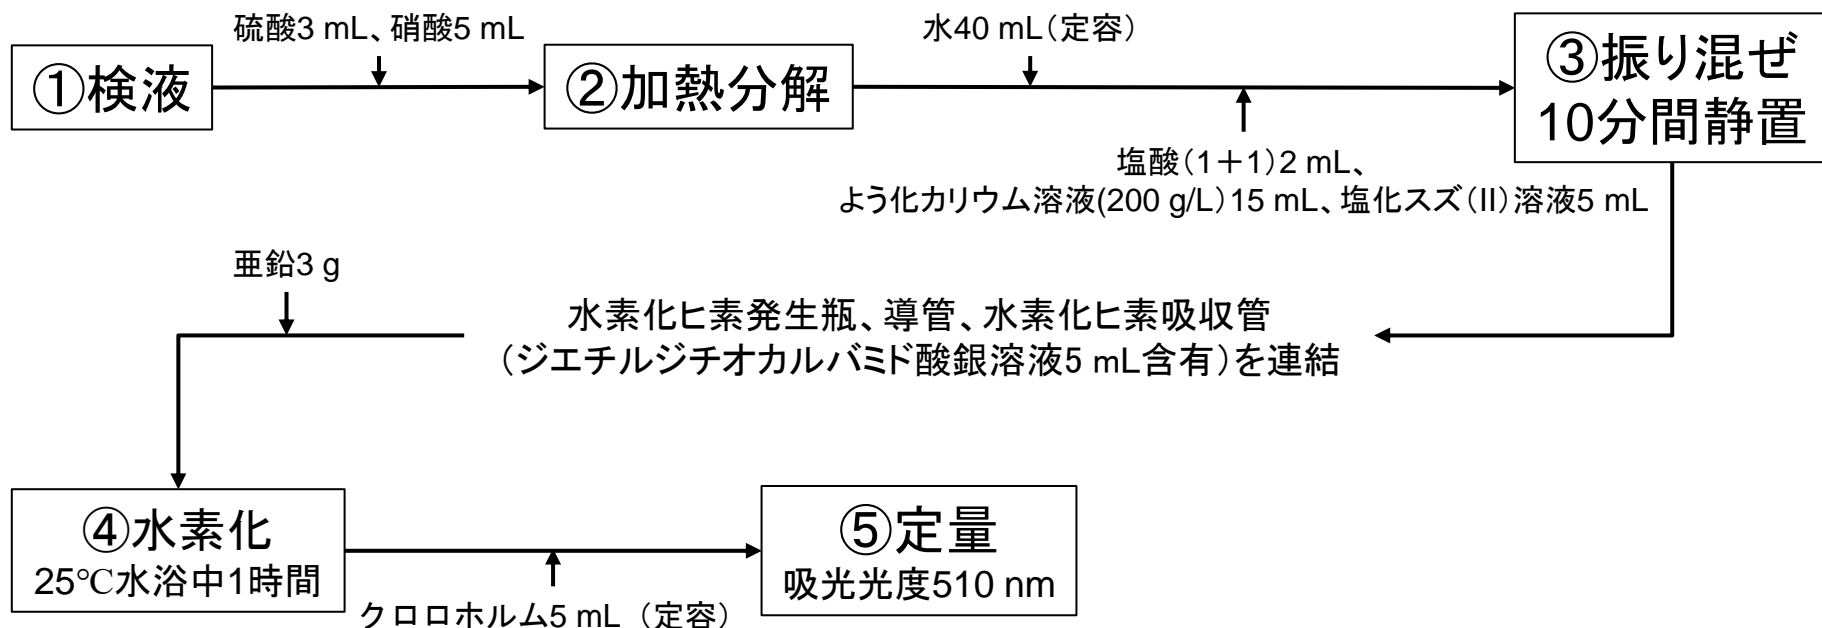 硫酸3 mL、硝酸5 mL
①検液
②加熱分解
水40 mL（定容）
塩酸（1＋1）2 mL、
よう化カリウム溶液(200 g/L）15 mL、塩化スズ（II）溶液5 mL
③振り混ぜ
10分間静置
水素化ヒ素発生瓶、導管、水素化ヒ素吸収管
（ジエチルジチオカルバミド酸銀溶液5 mL含有）を連結
亜鉛3 g
④水素化
25℃水浴中1時間
クロロホルム5 mL（定容）
⑤定量
吸光光度510 nm